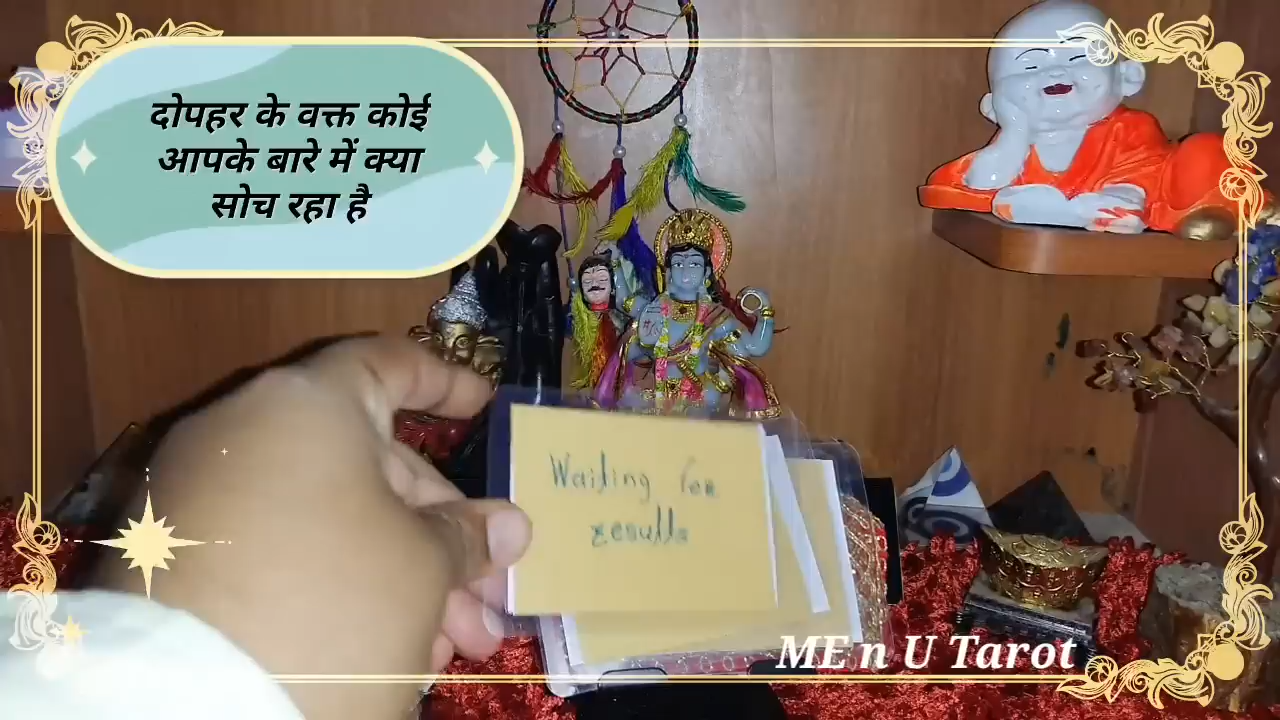 दोपहर के वक्त कोई
आपके बारे में क्या
सोच रहा है
Waiting for
results
ME n U Tarot